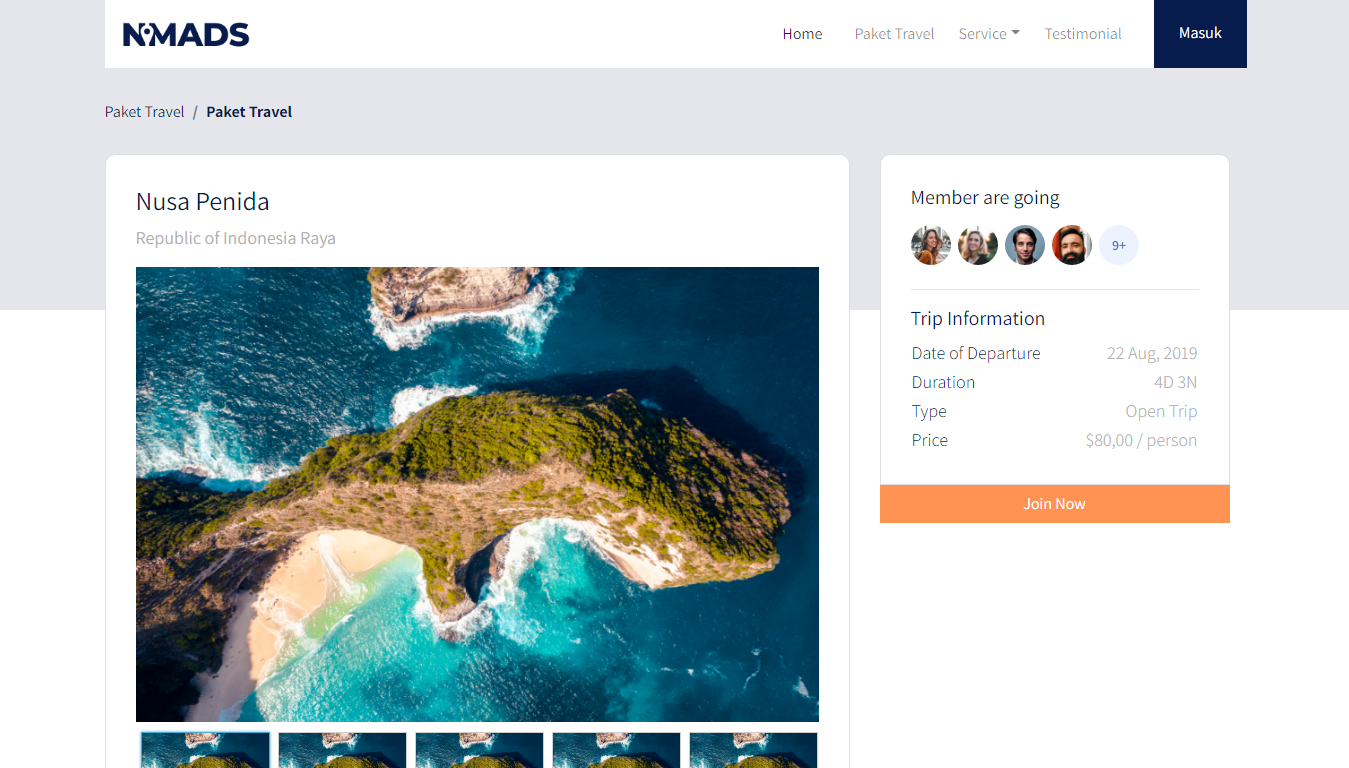 NOMADS
Home Paket Travel Service Testimonial Masuk
Paket Travel / Paket Travel
Nusa Penida
Republic of Indonesia Raya
Member are going
9+
Trip Information
Date of Departure 22 Aug, 2019
Duration 4D 3N
Type Open Trip
Price $80,00 / person
Join Now